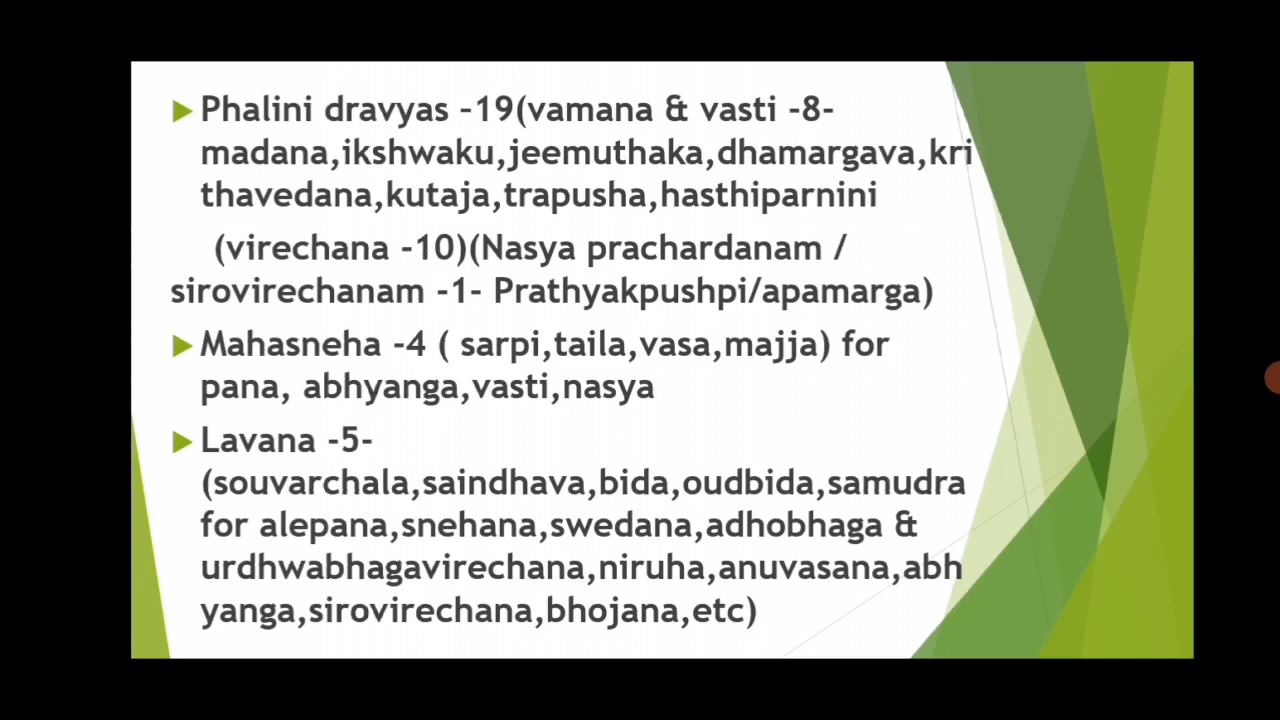 Phalini dravyas -19(vamana & vasti -8-
madana,ikshwaku,jeemuthaka,dhamargava,kri
thavedana,kutaja,trapusha,hasthiparnini
(virechana -10)(Nasya prachardanam /
sirovirechanam -1- Prathyakpushpi/apamarga)
Mahasneha -4 ( sarpi,taila,vasa,majja) for
pana, abhyanga,vasti,nasya
Lavana -5-
(souvarchala,saindhava,bida,oudbida,samudra
for alepana,snehana,swedana,adhobhaga &
urdhwabhagavirechana,niruha,anuvasana,abh
yanga,sirovirechana,bhojana,etc)